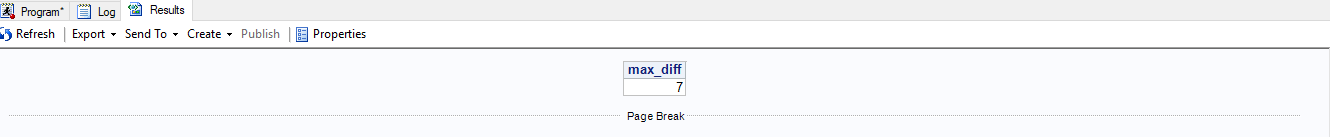 Program* Log Results
Refresh Export Send To Create Publish Properties
max_diff
7
Page Break